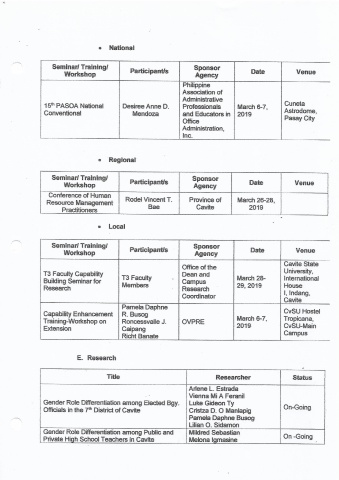 • National
Seminar/ Training/ Workshop | Participant/s | Sponsor Agency | Date | Venue
15th PASOA National Conventionel | Desiree Anne D. Mendoza | Philippine Association of Administrative Professionals and Educators in Office Administration, Inc. | March 6-7, 2019 | Cuneta Astrodome, Pasay City
• Regional
Seminar/ Training/ Workshop | Participant/s | Sponsor Agency | Date | Venue
Conference of Human Resource Management Practitioners | Rodel Vincent T. Bae | Province of Cavite | March 26-28, 2019
• Local
Seminar/ Training/ Workshop | Participant/s | Sponsor Agency | Date | Venue
T3 Faculty Capability Building Seminar for Research | T3 Faculty Members | Office of the Dean and Campus Research Coordinator | March 28-29, 2019 | Cavite State University, International House I, Indang, Cavite
Capability Enhancement Training-Workshop on Extension | Pamela Daphne R. Busog Roncesvalle J. Caipang Richt Banate | OVPRE | March 6-7, 2019 | CvSU Hostel Tropicana, CvSU-Main Campus
E. Research
Title | Researcher | Status
Gender Role Differentiation among Elected Bgy. Officials in the 7th District of Cavite | Arlene L. Estrada Vienna Mi A Feranil Luke Gideon Ty Cristza D. O Manlapig Pamela Daphne Busog Lilian O. Sidamon | On-Going
Gender Role Differentiation among Public and Private High School Teachers in Cavite | Mildred Sebastian Melona Igmasine | On -Going